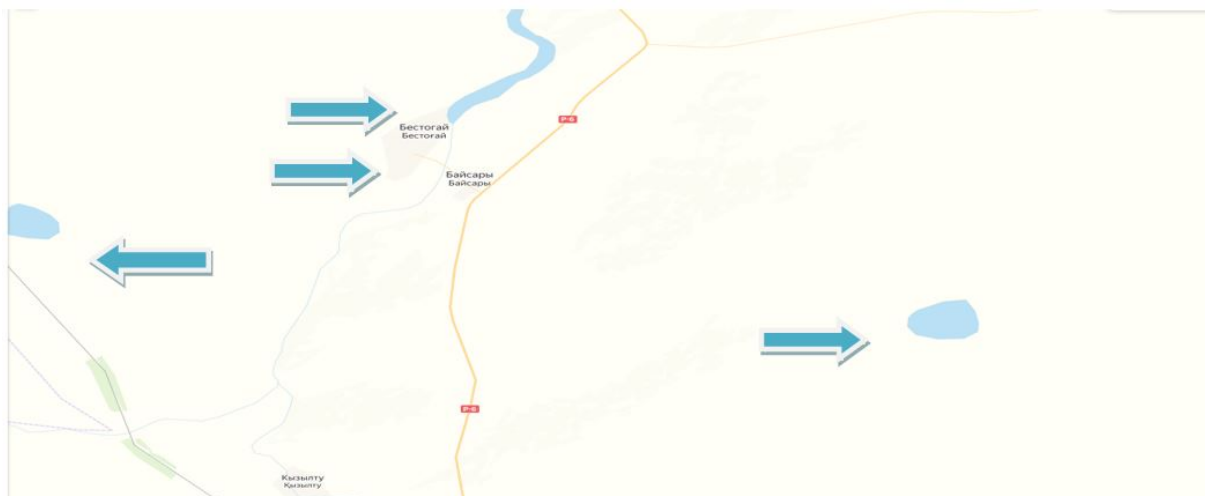 Бестогай
Бестоғай
P-6
Байсары
Байсары
P-6
Кызылту
Қызылту